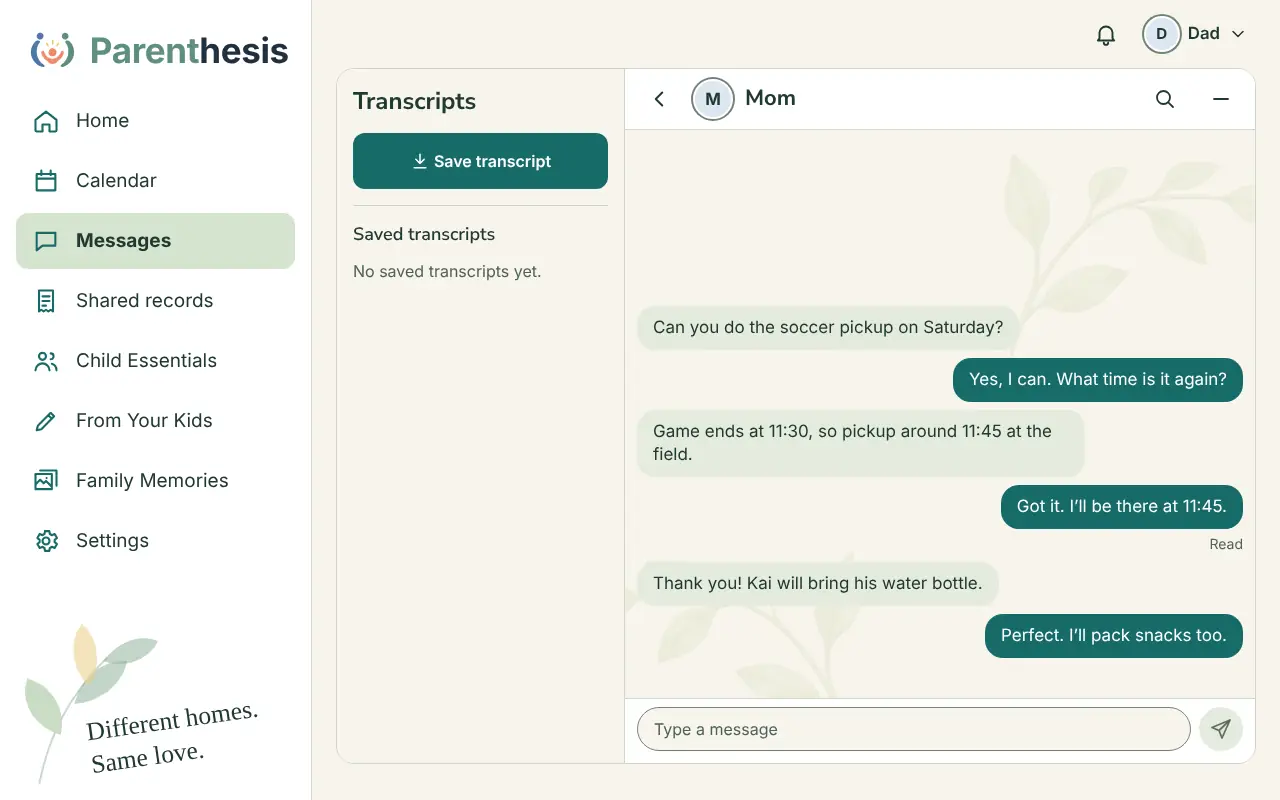 Parenthesis
Home
Calendar
Messages
Shared records
Child Essentials
From Your Kids
Family Memories
Settings
Different homes.
Same love.
D
Dad
Transcripts
Save transcript
Saved transcripts
No saved transcripts yet.
M
Mom
Can you do the soccer pickup on Saturday?
Yes, I can. What time is it again?
Game ends at 11:30, so pickup around 11:45 at the
field.
Got it. I’ll be there at 11:45.
Read
Thank you! Kai will bring his water bottle.
Perfect. I’ll pack snacks too.
Type a message